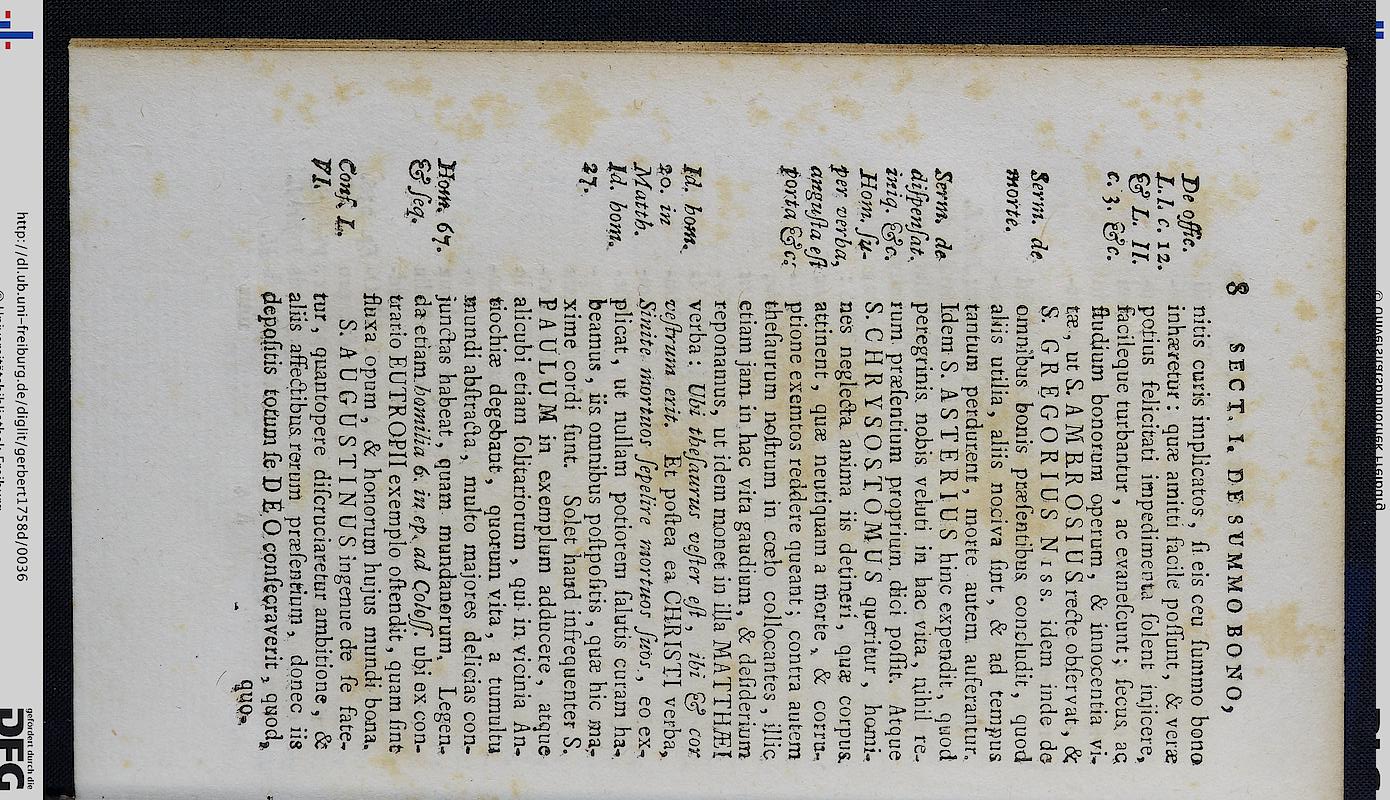 8 SECT. I. DE SUMMO BONO,
De offic.
L. I. c. 12.
& L. II.
c. 3. &c.
Serm. de
morte.
Serm. de
dispensat.
iniq. &c.
Hom. su-
per verba,
angusta est
porta &c.
Id. hom.
20. in
Matth.
Id. hom.
27.
Hom. 67.
& seq.
Conf. L.
VI.
nitis curis implicatos, si eis ceu summo bono
inhæretur: quæ amitti facile possunt, & veræ
potius felicitati impedimenta solent injicere,
facileque turbantur, ac evanescunt; secus ac
studium bonorum operum, & innocentia vi-
tæ, ut S. AMBROSIUS recte observat, &
S. GREGORIUS NISS. idem inde de
omnibus bonis præsentibus concludit, quod
aliis utilia, aliis nociva sint, & ad tempus
tantum perdurent, morte autem auferantur.
Idem S. ASTERIUS hinc expendit, quod
peregrinis nobis veluti in hac vita, nihil re-
rum præsentium proprium dici possit. Atque
S. CHRYSOSTOMUS queritur, homi-
nes neglecta anima iis detineri, quæ corpus
attinent, quæ neutiquam a morte, & corru-
ptione exemtos reddere queant; contra autem
thesaurum nostrum in cœlo collocantes, illic
etiam jam in hac vita gaudium, & desiderium
reponamus, ut idem monet in illa MATTHÆI
verba: Ubi thesaurus vester est, ibi & cor
vestrum erit. Et postea ea CHRISTI verba,
Sinite mortuos sepelire mortuos suos, eo ex-
plicat, ut nullam potiorem salutis curam ha-
beamus, iis omnibus postpositis, quæ hic ma-
xime cordi sunt. Solet haud infrequenter S.
PAULUM in exemplum adducere, atque
alicubi etiam solitariorum, qui in vicinia An-
tiochiæ degebant, quorum vita, a tumultu
mundi abstracta, multo majores delicias con-
junctas habeat, quam mundanorum. Legen-
da etiam homilia 6. in ep. ad Coloss. ubi ex con-
trario EUTROPII exemplo ostendit, quam sint
fluxa opum, & honorum hujus mundi bona.
S. AUGUSTINUS ingenue de se fate-
tur, quantopere discruciaretur ambitione, &
aliis affectibus rerum præsentium, donec iis
depositis totum se DEO consecraverit, quod,
quo-
http://dl.ub.uni-freiburg.de/diglit/gerbert1758d/0036
gefördert durch die
DFG